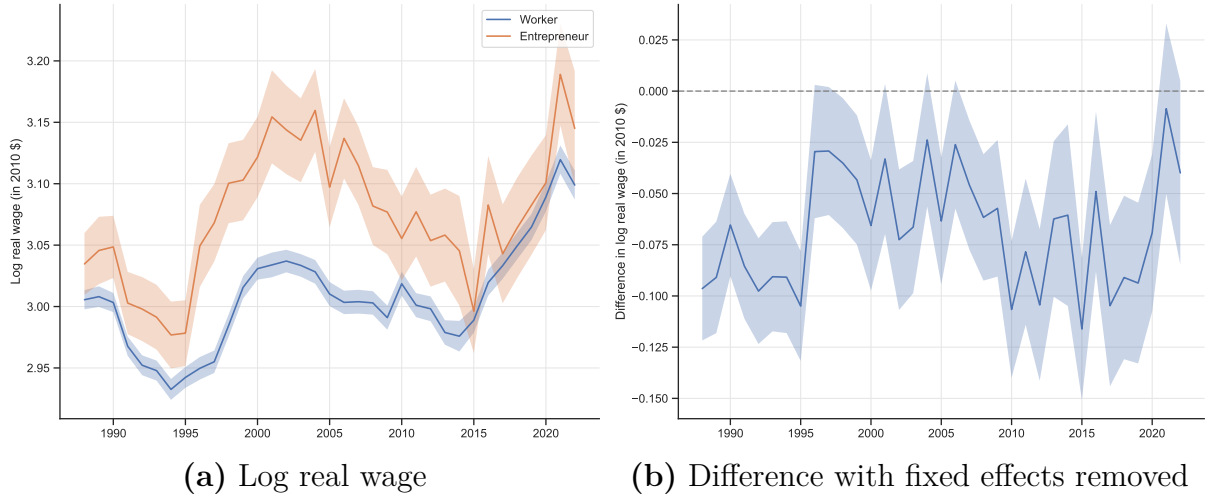 Worker
Entrepreneur
Log real wage (in 2010 $)
3.20
3.15
3.10
3.05
3.00
2.95
1990 1995 2000 2005 2010 2015 2020
(a) Log real wage
Difference in log real wage (in 2010 $)
0.025
0.000
−0.025
−0.050
−0.075
−0.100
−0.125
−0.150
1990 1995 2000 2005 2010 2015 2020
(b) Difference with fixed effects removed